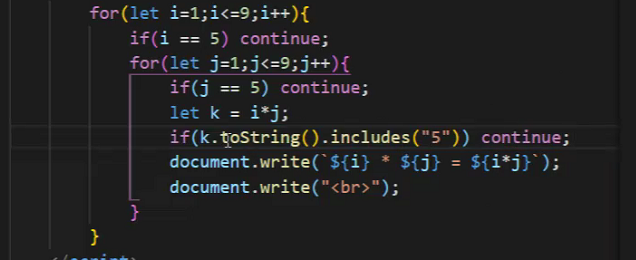 for(let i=1;i<=9;i++){
if(i == 5) continue;
for(let j=1;j<=9;j++){
if(j == 5) continue;
let k = i*j;
if(k.toString().includes("5")) continue;
document.write(`${i} * ${j} = ${i*j}`);
document.write("<br>");
}
}